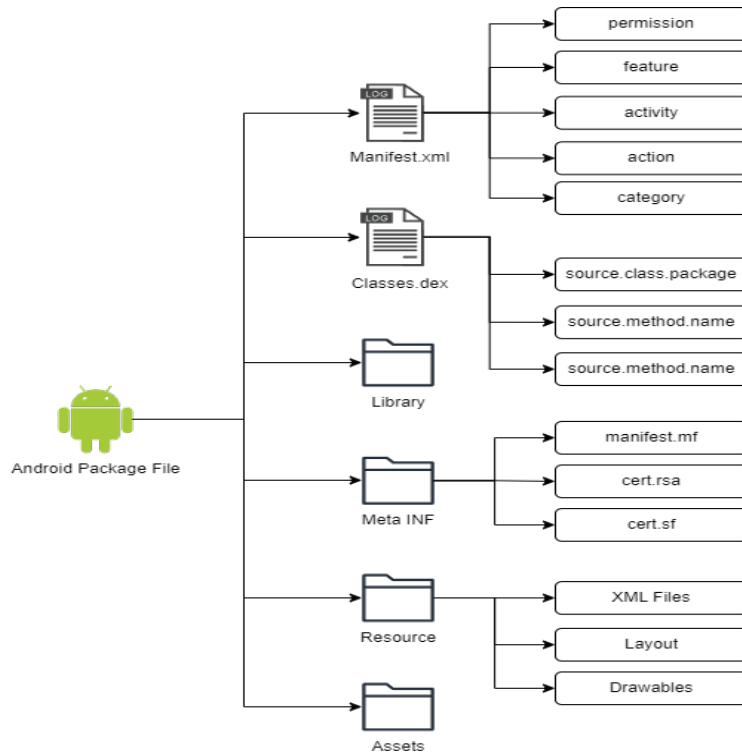 permission
feature
LOG
activity
Manifest.xml
action
category
LOG
source.class.package
Classes.dex
source.method.name
source.method.name
Library
manifest.mf
Android Package File
cert.rsa
Meta INF
cert.sf
XML Files
Resource
Layout
Drawables
Assets